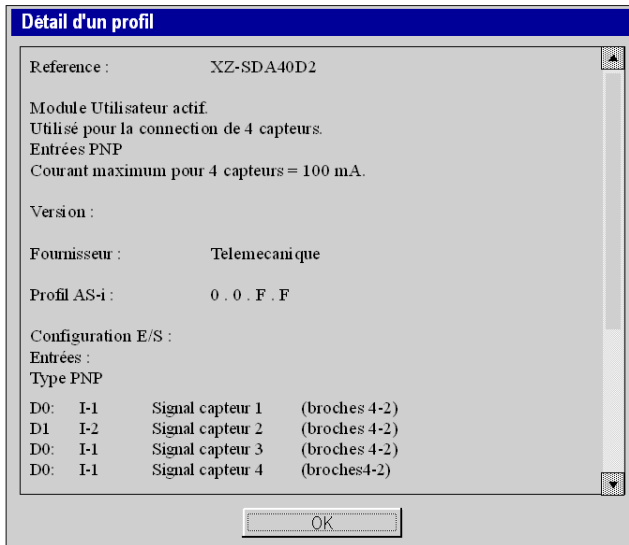 Détail d'un profil
Reference : XZ-SDA40D2
Module Utilisateur actif.
Utilisé pour la connection de 4 capteurs.
Entrées PNP
Courant maximum pour 4 capteurs = 100 mA.
Version :
Fournisseur : Telemecanique
Profil AS-i : 0 . 0 . F . F
Configuration E/S :
Entrées :
Type PNP
D0: I-1 Signal capteur 1 (broches 4-2)
D1 I-2 Signal capteur 2 (broches 4-2)
D0: I-1 Signal capteur 3 (broches 4-2)
D0: I-1 Signal capteur 4 (broches4-2)
OK